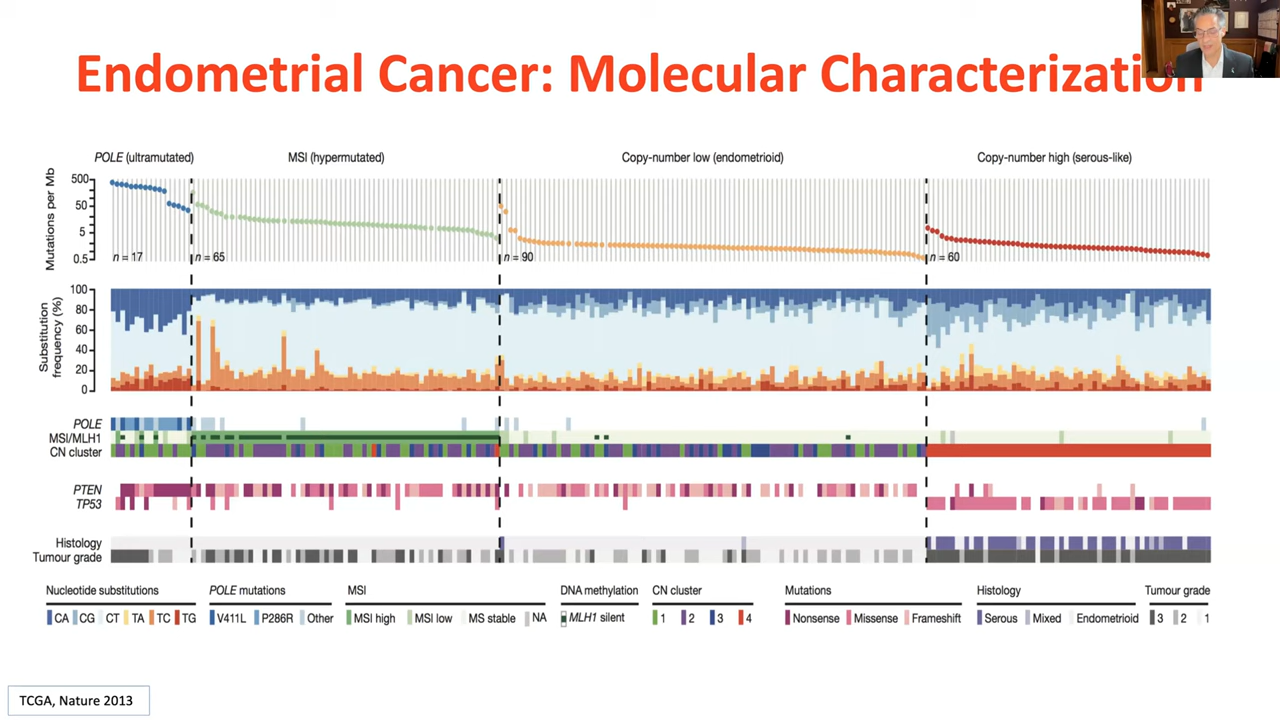 Endometrial Cancer: Molecular Characterization
POLE (ultramutated) MSI (hypermutated) Copy-number low (endometrioid) Copy-number high (serous-like)
Mutations per Mb
500
50
5
0.5
n = 17 n = 65 n = 90 n = 60
Substitution
frequency (%)
100
80
60
40
20
0
POLE
MSI/MLH1
CN cluster
PTEN
TP53
Histology
Tumour grade
Nucleotide substitutions POLE mutations MSI DNA methylation CN cluster Mutations Histology Tumour grade
CA CG CT TA TC TG V411L P286R Other MSI high MSI low MS stable NA MLH1 silent 1 2 3 4 Nonsense Missense Frameshift Serous Mixed Endometrioid 3 2 1
TCGA, Nature 2013